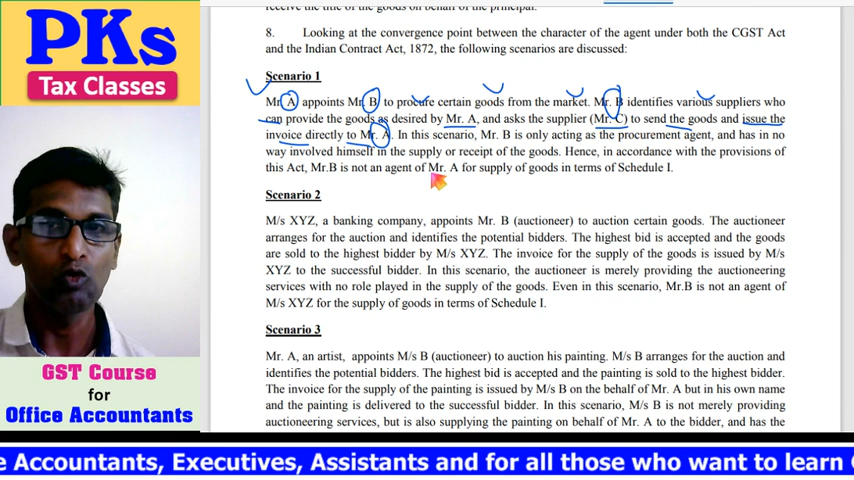 PKs
Tax Classes
GST Course
for
Office Accountants
receive the title of the goods on behalf of the principal.
8. Looking at the convergence point between the character of the agent under both the CGST Act
and the Indian Contract Act, 1872, the following scenarios are discussed:
Scenario 1
Mr. A appoints Mr. B to procure certain goods from the market. Mr. B identifies various suppliers who
can provide the goods as desired by Mr. A, and asks the supplier (Mr. C) to send the goods and issue the
invoice directly to Mr. A. In this scenario, Mr. B is only acting as the procurement agent, and has in no
way involved himself in the supply or receipt of the goods. Hence, in accordance with the provisions of
this Act, Mr.B is not an agent of Mr. A for supply of goods in terms of Schedule I.
Scenario 2
M/s XYZ, a banking company, appoints Mr. B (auctioneer) to auction certain goods. The auctioneer
arranges for the auction and identifies the potential bidders. The highest bid is accepted and the goods
are sold to the highest bidder by M/s XYZ. The invoice for the supply of the goods is issued by M/s
XYZ to the successful bidder. In this scenario, the auctioneer is merely providing the auctioneering
services with no role played in the supply of the goods. Even in this scenario, Mr.B is not an agent of
M/s XYZ for the supply of goods in terms of Schedule I.
Scenario 3
Mr. A, an artist, appoints M/s B (auctioneer) to auction his painting. M/s B arranges for the auction and
identifies the potential bidders. The highest bid is accepted and the painting is sold to the highest bidder.
The invoice for the supply of the painting is issued by M/s B on the behalf of Mr. A but in his own name
and the painting is delivered to the successful bidder. In this scenario, M/s B is not merely providing
auctioneering services, but is also supplying the painting on behalf of Mr. A to the bidder, and has the
e Accountants, Executives, Assistants and for all those who want to learn